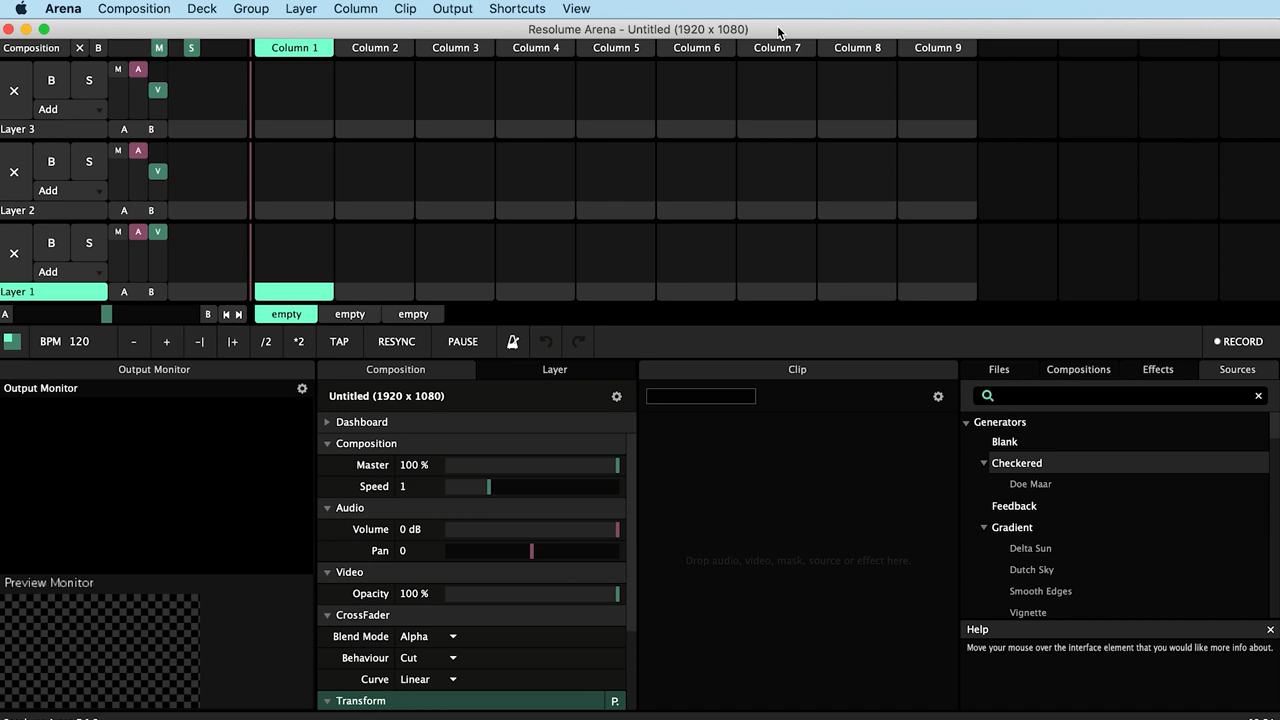 Arena Composition Deck Group Layer Column Clip Output Shortcuts View
Resolume Arena - Untitled (1920 x 1080)
Composition X B M S Column 1 Column 2 Column 3 Column 4 Column 5 Column 6 Column 7 Column 8 Column 9
B S M A V
Add
Layer 3 A B
B S M A V
Add
Layer 2 A B
B S M A V
Add
Layer 1 A B
A B empty empty empty
BPM 120 - + -| |+ /2 *2 TAP RESYNC PAUSE RECORD
Output Monitor Composition Layer Clip Files Compositions Effects Sources
Output Monitor
Preview Monitor
Untitled (1920 x 1080)
Dashboard
Composition
Master 100 %
Speed 1
Audio
Volume 0 dB
Pan 0
Video
Opacity 100 %
CrossFader
Blend Mode Alpha
Behaviour Cut
Curve Linear
Transform P.
Drop audio, video, mask, source or effect here.
Generators
Blank
Checkered
Doe Maar
Feedback
Gradient
Delta Sun
Dutch Sky
Smooth Edges
Vignette
Help
Move your mouse over the interface element that you would like more info about.